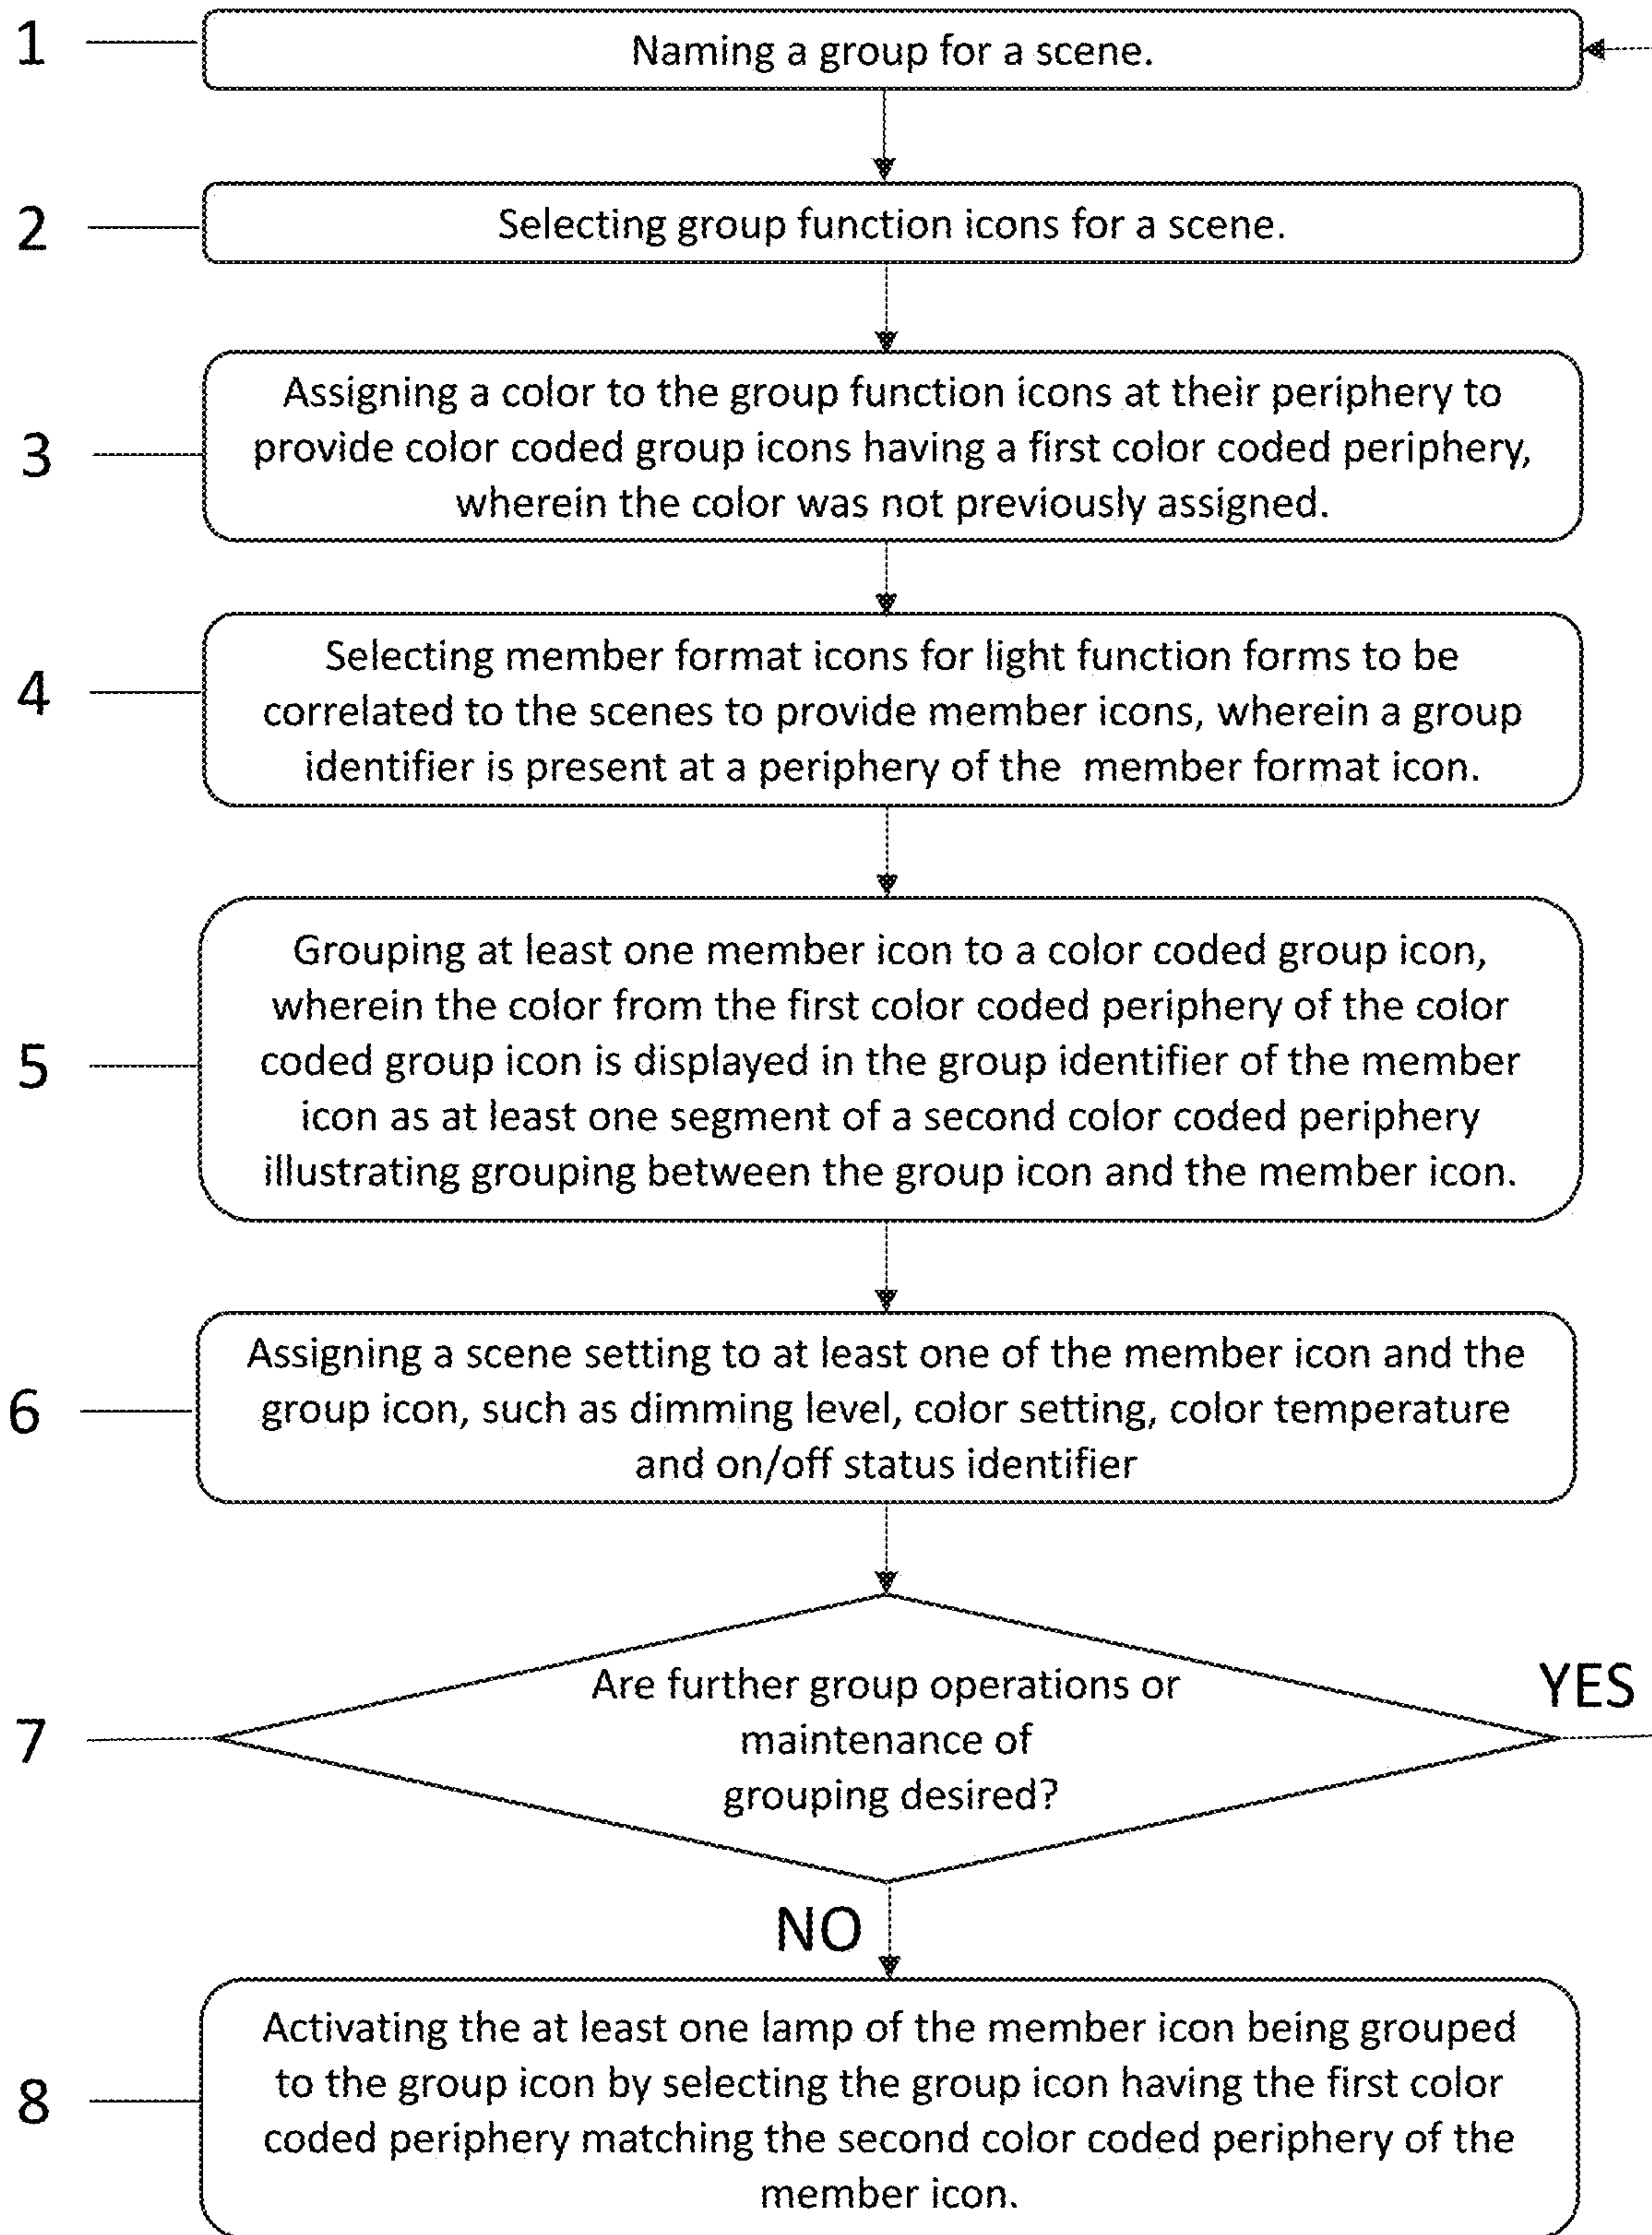 1
Naming a group for a scene.
2
Selecting group function icons for a scene.
3
Assigning a color to the group function icons at their periphery to
provide color coded group icons having a first color coded periphery,
wherein the color was not previously assigned.
4
Selecting member format icons for light function forms to be
correlated to the scenes to provide member icons, wherein a group
identifier is present at a periphery of the member format icon.
5
Grouping at least one member icon to a color coded group icon,
wherein the color from the first color coded periphery of the color
coded group icon is displayed in the group identifier of the member
icon as at least one segment of a second color coded periphery
illustrating grouping between the group icon and the member icon.
6
Assigning a scene setting to at least one of the member icon and the
group icon, such as dimming level, color setting, color temperature
and on/off status identifier
7
Are further group operations or
maintenance of
grouping desired?
YES
NO
8
Activating the at least one lamp of the member icon being grouped
to the group icon by selecting the group icon having the first color
coded periphery matching the second color coded periphery of the
member icon.